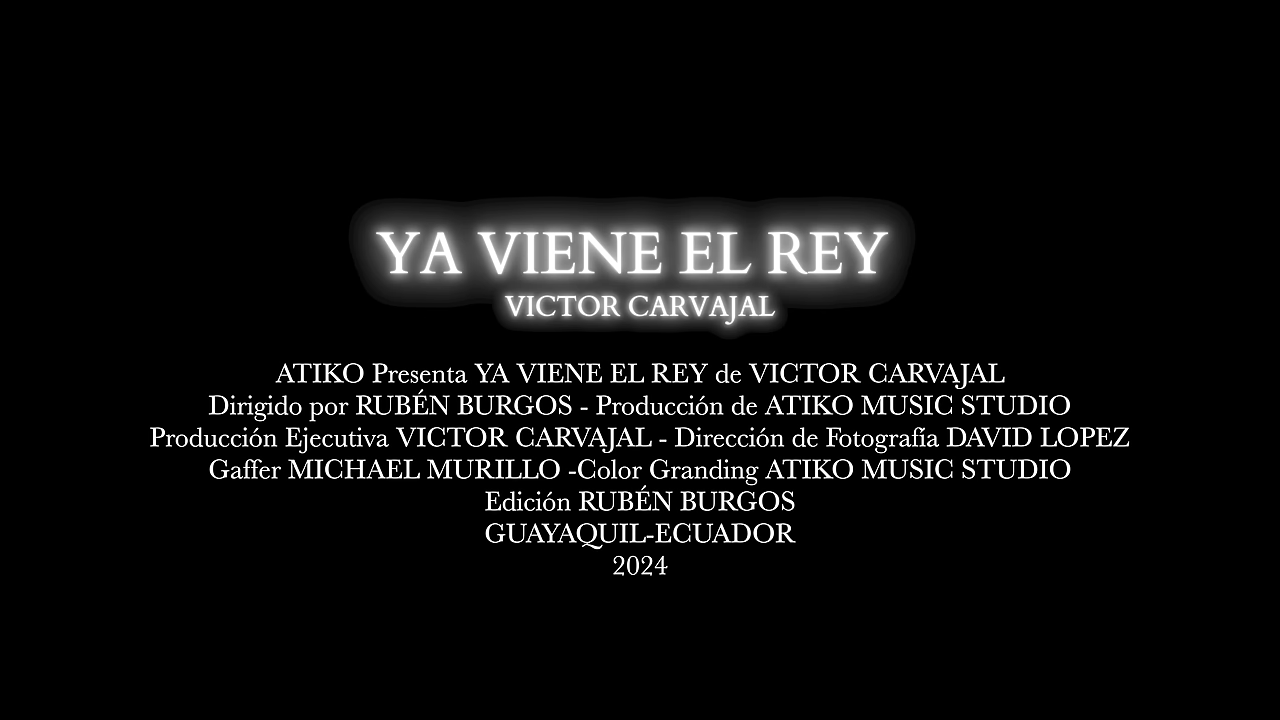 YA VIENE EL REY
VICTOR CARVAJAL
ATIKO Presenta YA VIENE EL REY de VICTOR CARVAJAL
Dirigido por RUBÉN BURGOS - Producción de ATIKO MUSIC STUDIO
Producción Ejecutiva VICTOR CARVAJAL - Dirección de Fotografía DAVID LOPEZ
Gaffer MICHAEL MURILLO -Color Granding ATIKO MUSIC STUDIO
Edición RUBÉN BURGOS
GUAYAQUIL-ECUADOR
2024